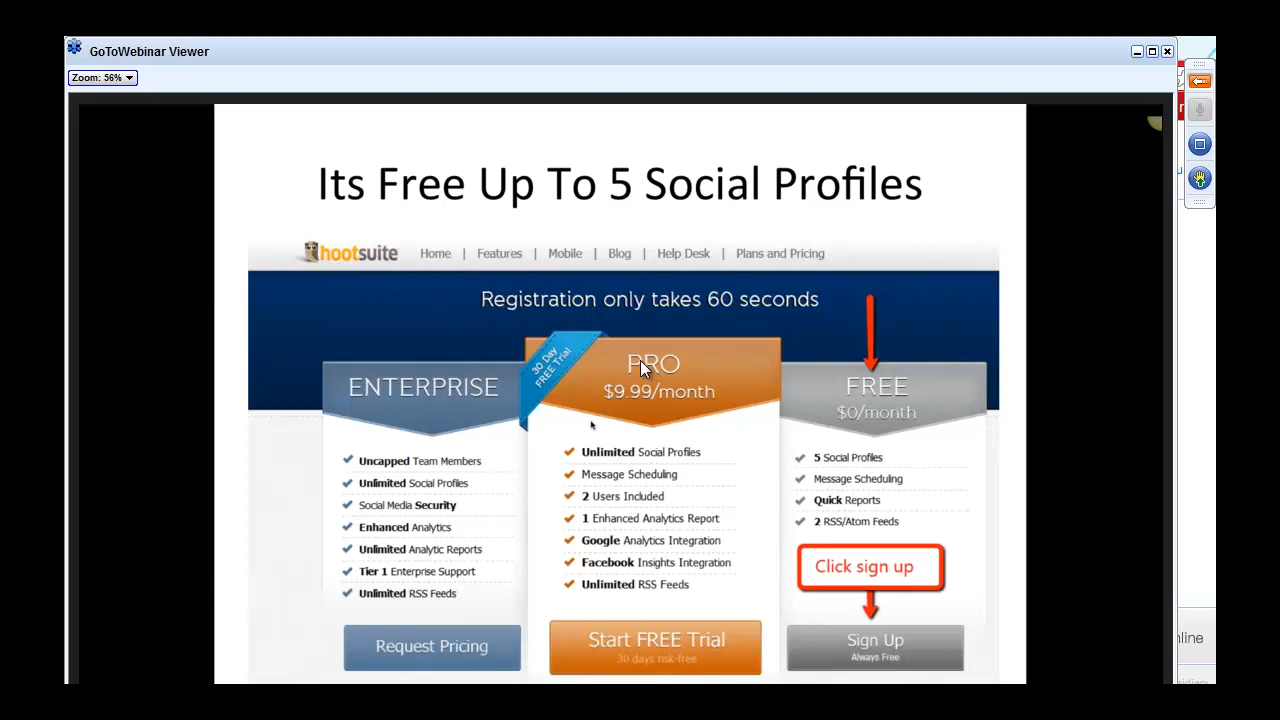 GoToWebinar Viewer
Zoom: 56%
Its Free Up To 5 Social Profiles
hootsuite Home | Features | Mobile | Blog | Help Desk | Plans and Pricing
Registration only takes 60 seconds
30 Day
FREE Trial
ENTERPRISE
Uncapped Team Members
Unlimited Social Profiles
Social Media Security
Enhanced Analytics
Unlimited Analytic Reports
Tier 1 Enterprise Support
Unlimited RSS Feeds
Request Pricing
PRO
$9.99/month
Unlimited Social Profiles
Message Scheduling
2 Users Included
1 Enhanced Analytics Report
Google Analytics Integration
Facebook Insights Integration
Unlimited RSS Feeds
Start FREE Trial
30 days risk-free
FREE
$0/month
5 Social Profiles
Message Scheduling
Quick Reports
2 RSS/Atom Feeds
Click sign up
Sign Up
Always Free